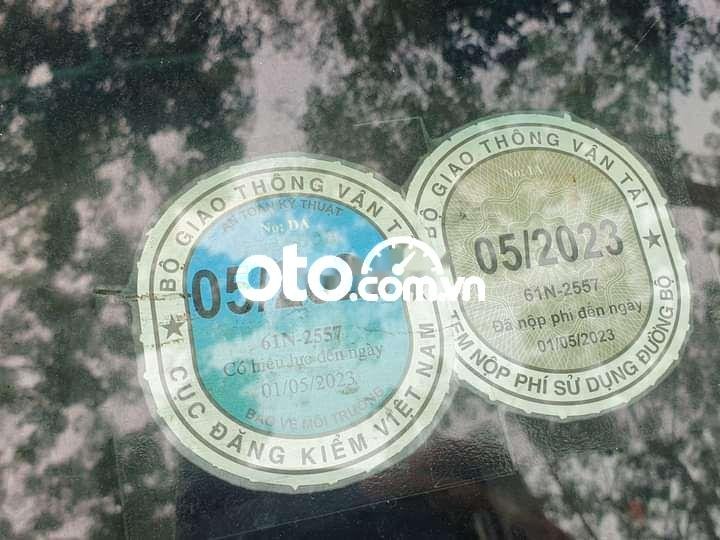 BỘ GIAO THÔNG VẬN TẢI
AN TOÀN KỸ THUẬT
No: DA
05/2023
61N-2557
Có hiệu lực đến ngày
01/05/2023
BẢO VỆ MÔI TRƯỜNG
CỤC ĐĂNG KIỂM VIỆT NAM
BỘ GIAO THÔNG VẬN TẢI
No: IA
05/2023
61N-2557
Đã nộp phí đến ngày
01/05/2023
TEM NỘP PHÍ SỬ DỤNG ĐƯỜNG BỘ
oto.com.vn